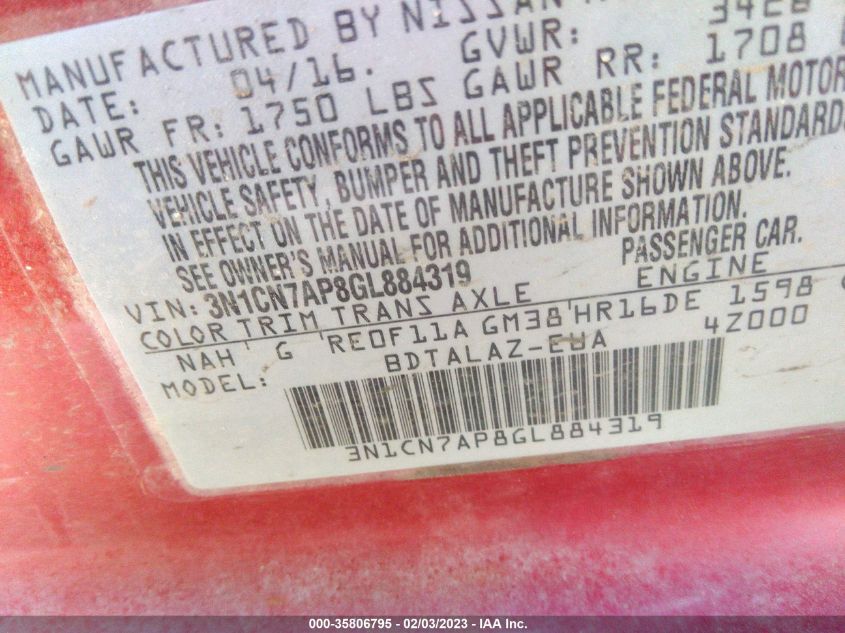 MANUFACTURED BY NISSAN
DATE: 04/16. GVWR: 3428
GAWR FR: 1750 LBS GAWR RR: 1708
THIS VEHICLE CONFORMS TO ALL APPLICABLE FEDERAL MOTOR
VEHICLE SAFETY, BUMPER AND THEFT PREVENTION STANDARDS
IN EFFECT ON THE DATE OF MANUFACTURE SHOWN ABOVE.
SEE OWNER'S MANUAL FOR ADDITIONAL INFORMATION.
VIN: 3N1CN7AP8GL884319 PASSENGER CAR.
COLOR TRIM TRANS AXLE ENGINE
NAH' G 'RE0F11A GM38'HR16DE 1598
MODEL: BDTALAZ-EUA 4Z000
3N1CN7AP8GL884319
000-35806795 - 02/03/2023 - IAA Inc.